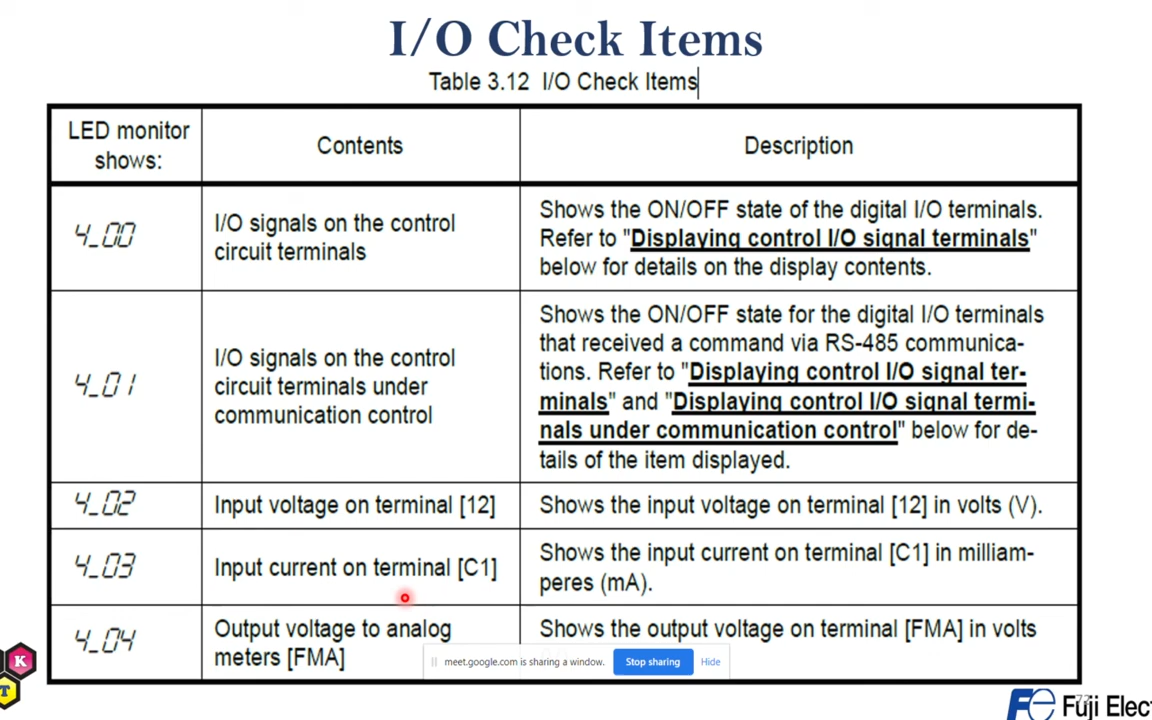 I/O Check Items
Table 3.12 I/O Check Items
LED monitor
shows:
Contents
Description
4_00
I/O signals on the control
circuit terminals
Shows the ON/OFF state of the digital I/O terminals.
Refer to "Displaying control I/O signal terminals"
below for details on the display contents.
4_01
I/O signals on the control
circuit terminals under
communication control
Shows the ON/OFF state for the digital I/O terminals
that received a command via RS-485 communica-
tions. Refer to "Displaying control I/O signal ter-
minals" and "Displaying control I/O signal termi-
nals under communication control" below for de-
tails of the item displayed.
4_02
Input voltage on terminal [12]
Shows the input voltage on terminal [12] in volts (V).
4_03
Input current on terminal [C1]
Shows the input current on terminal [C1] in milliam-
peres (mA).
4_04
Output voltage to analog
meters [FMA]
Shows the output voltage on terminal [FMA] in volts
meet.google.com is sharing a window.
Stop sharing
Hide
K
T
Fe Fuji Elect